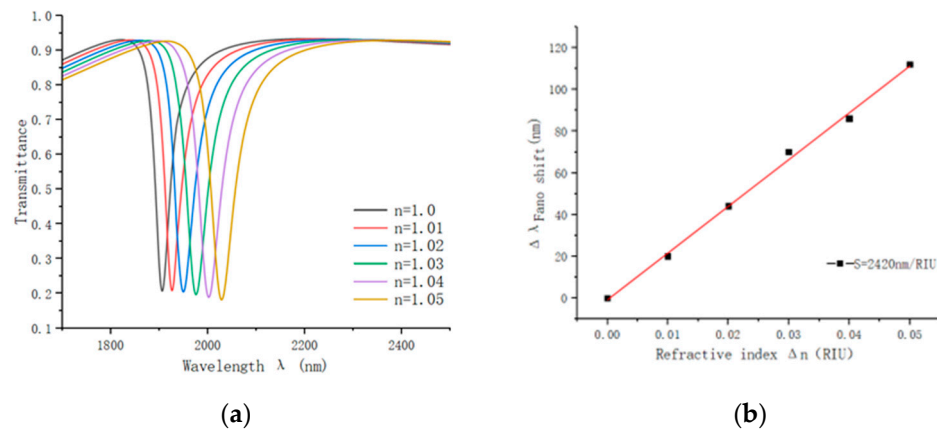 1.0
0.9
0.8
0.7
0.6
0.5
0.4
0.3
0.2
0.1
Transmittance
n=1.0
n=1.01
n=1.02
n=1.03
n=1.04
n=1.05
1800 2000 2200 2400
Wavelength λ (nm)
(a)
120
100
80
60
40
20
0
Δλ Fano shift (nm)
S=2420nm/RIU
0.00 0.01 0.02 0.03 0.04 0.05
Refractive index Δn (RIU)
(b)